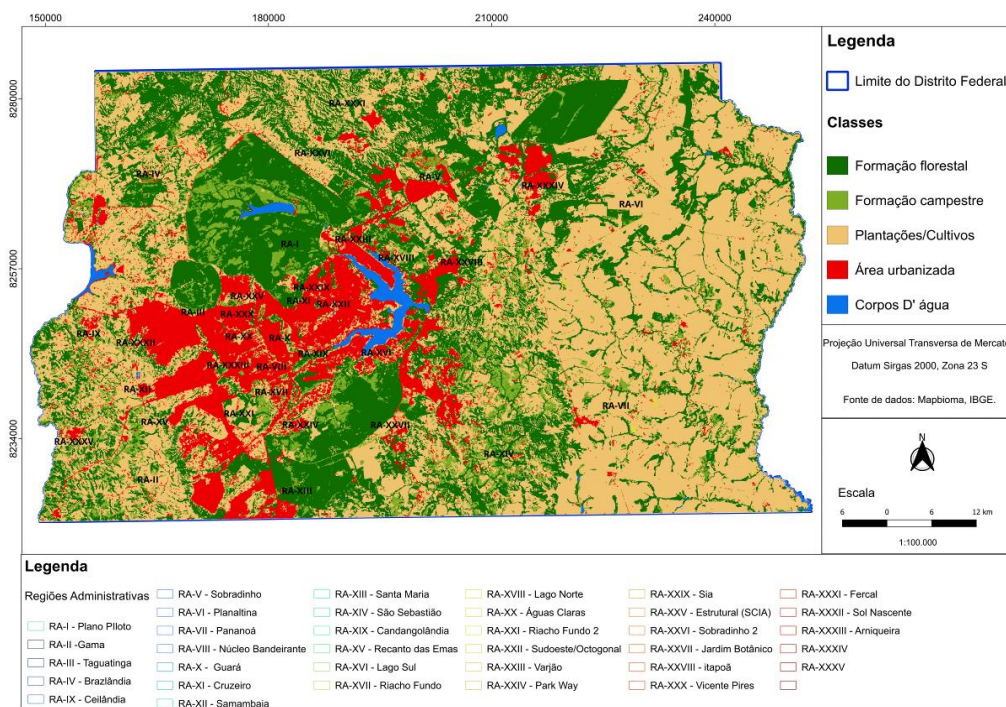 150000 180000 210000 240000
8280000
8257000
8234000
RA-XXXI
RA-XXVI
RA-IV
RA-V
RA-XXXIV
RA-VI
RA-I
RA-XXIII
RA-XVIII
RA-XXVIII
RA-XXIX
RA-XXV
RA-XI
RA-XXII
RA-III
RA-XXX
RA-IX
RA-XXXII
RA-XX
RA-X
RA-XIX
RA-XVI
RA-XXXIII
RA-VIII
RA-XII
RA-XVII
RA-XV
RA-XXI
RA-XXIV
RA-XXVII
RA-VII
RA-XXXV
RA-XIV
RA-II
RA-XIII
Legenda
Limite do Distrito Federal
Classes
Formação florestal
Formação campestre
Plantações/Cultivos
Área urbanizada
Corpos D' água
Projeção Universal Transversa de Mercato
Datum Sirgas 2000, Zona 23 S
Fonte de dados: Mapbioma, IBGE.
N
Escala
6 0 6 12 km
1:100.000
Legenda
Regiões Administrativas
RA-I - Plano PIloto
RA-II -Gama
RA-III - Taguatinga
RA-IV - Brazlândia
RA-IX - Ceilândia
RA-V - Sobradinho
RA-VI - Planaltina
RA-VII - Pananoá
RA-VIII - Núcleo Bandeirante
RA-X - Guará
RA-XI - Cruzeiro
RA-XII - Samambaia
RA-XIII - Santa Maria
RA-XIV - São Sebastião
RA-XIX - Candangolândia
RA-XV - Recanto das Emas
RA-XVI - Lago Sul
RA-XVII - Riacho Fundo
RA-XVIII - Lago Norte
RA-XX - Águas Claras
RA-XXI - Riacho Fundo 2
RA-XXII - Sudoeste/Octogonal
RA-XXIII - Varjão
RA-XXIV - Park Way
RA-XXIX - Sia
RA-XXV - Estrutural (SCIA)
RA-XXVI - Sobradinho 2
RA-XXVII - Jardim Botânico
RA-XXVIII - itapoã
RA-XXX - Vicente Pires
RA-XXXI - Fercal
RA-XXXII - Sol Nascente
RA-XXXIII - Arniqueira
RA-XXXIV
RA-XXXV